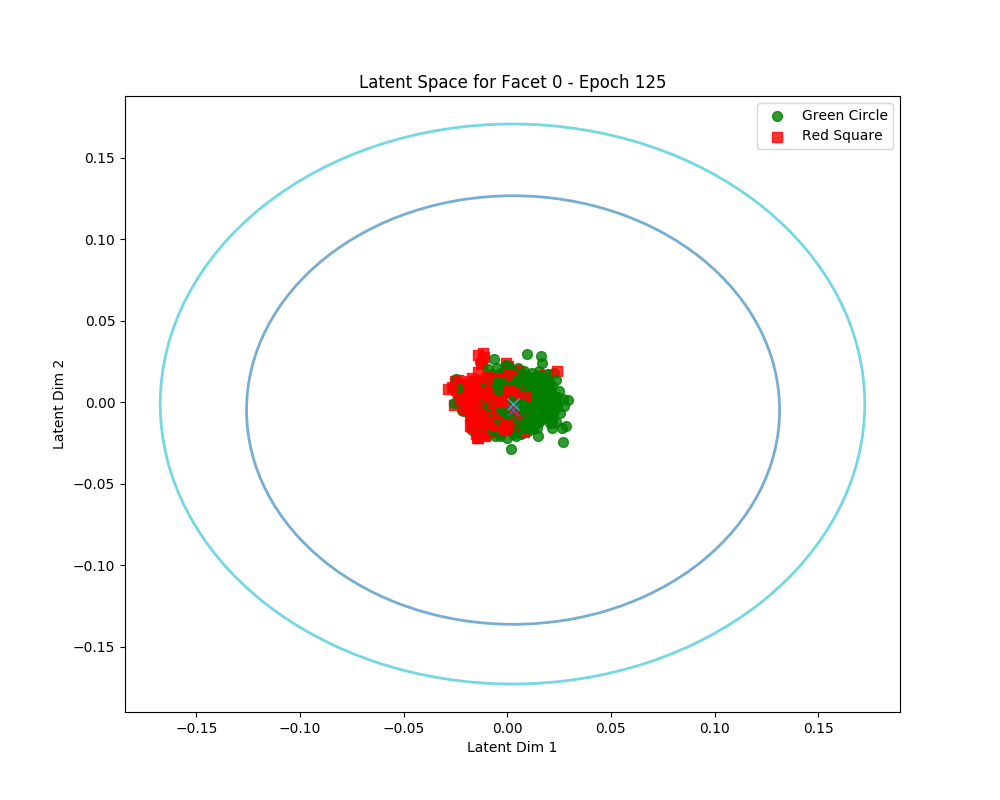 Latent Space for Facet 0 - Epoch 125
Green Circle
Red Square
0.15
0.10
0.05
0.00
−0.05
−0.10
−0.15
Latent Dim 2
−0.15 −0.10 −0.05 0.00 0.05 0.10 0.15
Latent Dim 1